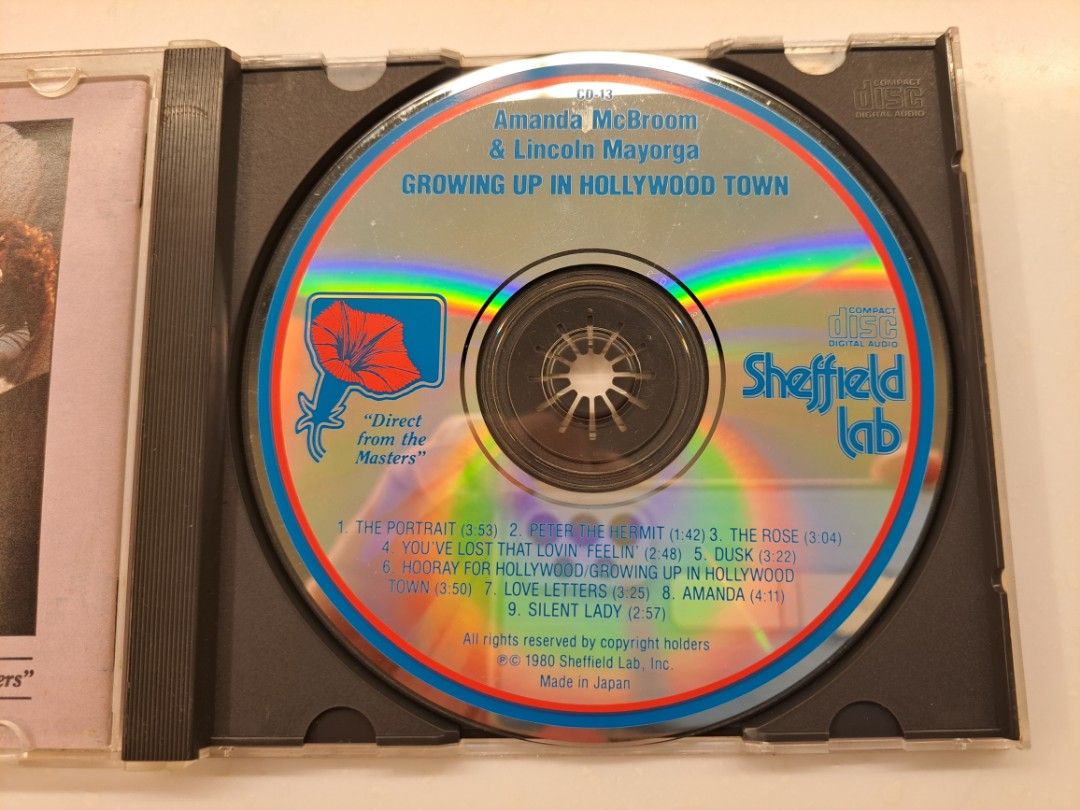 CD-13
Amanda McBroom
& Lincoln Mayorga
GROWING UP IN HOLLYWOOD TOWN
COMPACT
disc
DIGITAL AUDIO
COMPACT
disc
DIGITAL AUDIO
Sheffield
Lab
"Direct
from the
Masters"
1. THE PORTRAIT (3:53) 2. PETER THE HERMIT (1:42) 3. THE ROSE (3:04)
4. YOU'VE LOST THAT LOVIN' FEELIN' (2:48) 5. DUSK (3:22)
6. HOORAY FOR HOLLYWOOD/GROWING UP IN HOLLYWOOD
TOWN (3:50) 7. LOVE LETTERS (3:25) 8. AMANDA (4:11)
9. SILENT LADY (2:57)
All rights reserved by copyright holders
℗© 1980 Sheffield Lab, Inc.
Made in Japan
ers"